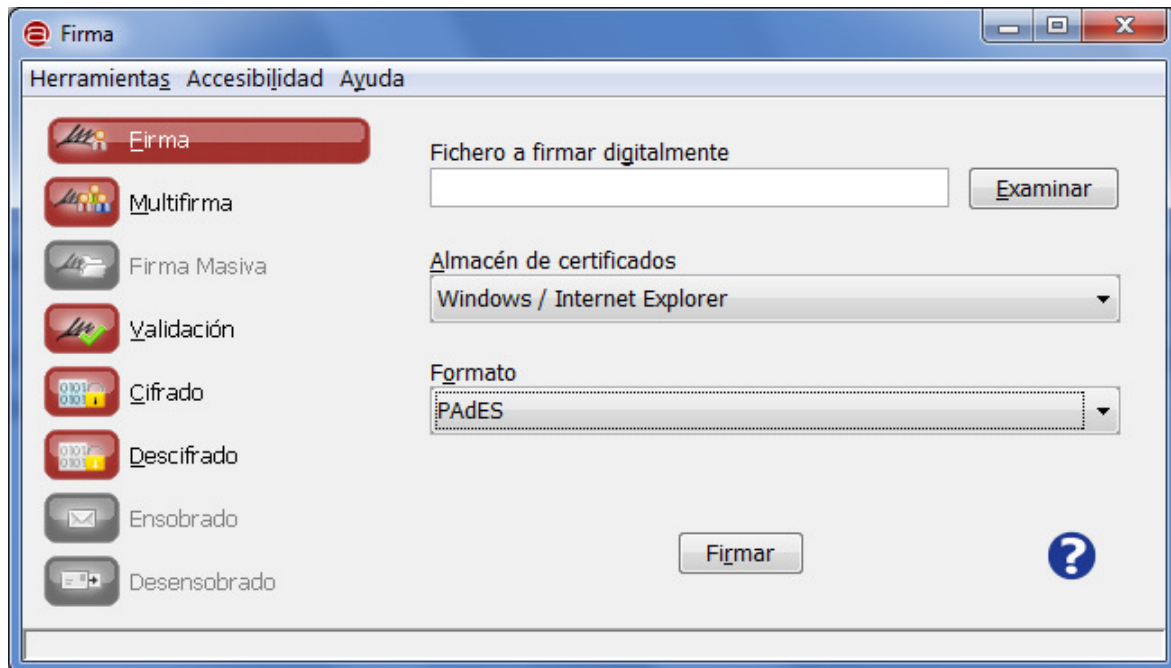 Firma
Herramientas Accesibilidad Ayuda
Firma
Multifirma
Firma Masiva
Validación
Cifrado
Descifrado
Ensobrado
Desensobrado
Fichero a firmar digitalmente
Examinar
Almacén de certificados
Windows / Internet Explorer
Formato
PAdES
Firmar
?